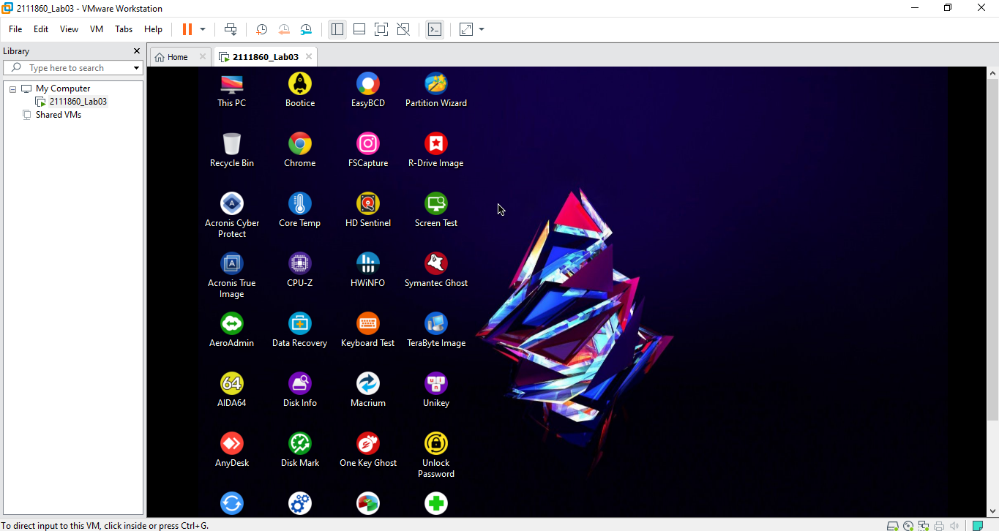 2111860_Lab03 - VMware Workstation
File Edit View VM Tabs Help
Library
Type here to search
My Computer
2111860_Lab03
Shared VMs
Home
2111860_Lab03
This PC
Bootice
EasyBCD
Partition Wizard
Recycle Bin
Chrome
FSCapture
R-Drive Image
Acronis Cyber
Protect
Core Temp
HD Sentinel
Screen Test
Acronis True
Image
CPU-Z
HWiNFO
Symantec Ghost
AeroAdmin
Data Recovery
Keyboard Test
TeraByte Image
64
AIDA64
Disk Info
Macrium
U i n
Unikey
AnyDesk
Disk Mark
One Key Ghost
Unlock
Password
To direct input to this VM, click inside or press Ctrl+G.